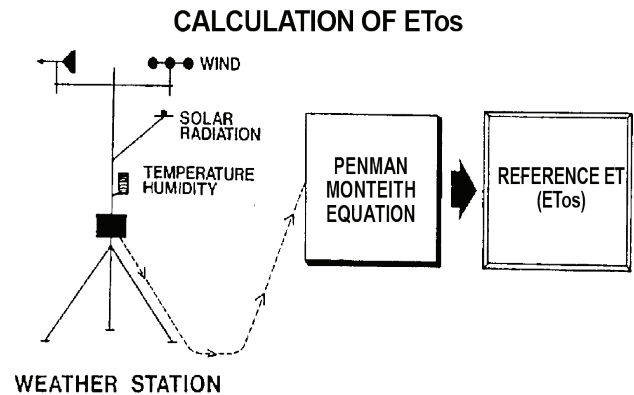 CALCULATION OF ETos
WIND
SOLAR
RADIATION
TEMPERATURE
HUMIDITY
PENMAN
MONTEITH
EQUATION
REFERENCE ET
(ETos)
WEATHER STATION